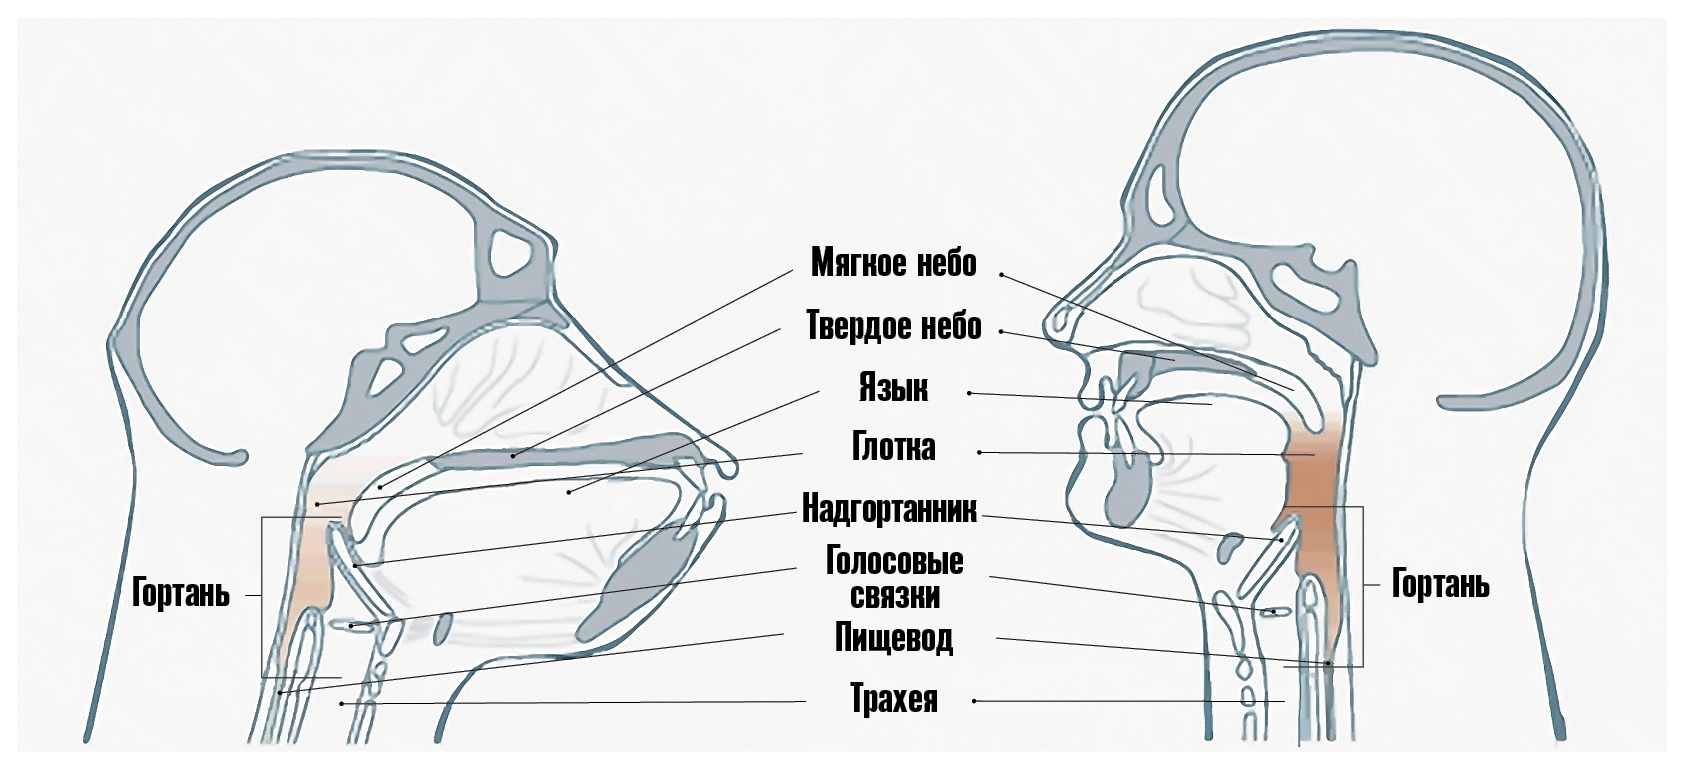 Мягкое небо
Твердое небо
Язык
Глотка
Надгортанник
Голосовые
связки
Гортань
Гортань
Пищевод
Трахея